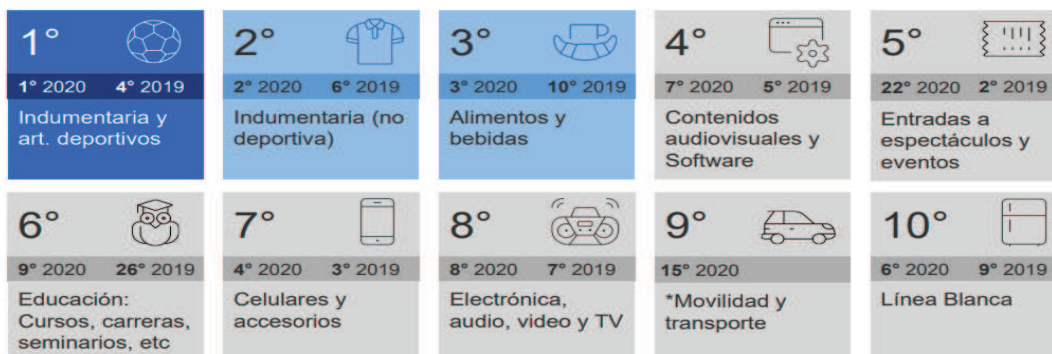 1°
1° 2020 4° 2019
Indumentaria y
art. deportivos
2°
2° 2020 6° 2019
Indumentaria (no
deportiva)
3°
3° 2020 10° 2019
Alimentos y
bebidas
4°
7° 2020 5° 2019
Contenidos
audiovisuales y
Software
5°
22° 2020 2° 2019
Entradas a
espectáculos y
eventos
6°
9° 2020 26° 2019
Educación:
Cursos, carreras,
seminarios, etc
7°
4° 2020 3° 2019
Celulares y
accesorios
8°
8° 2020 7° 2019
Electrónica,
audio, video y TV
9°
15° 2020
*Movilidad y
transporte
10°
6° 2020 9° 2019
Línea Blanca